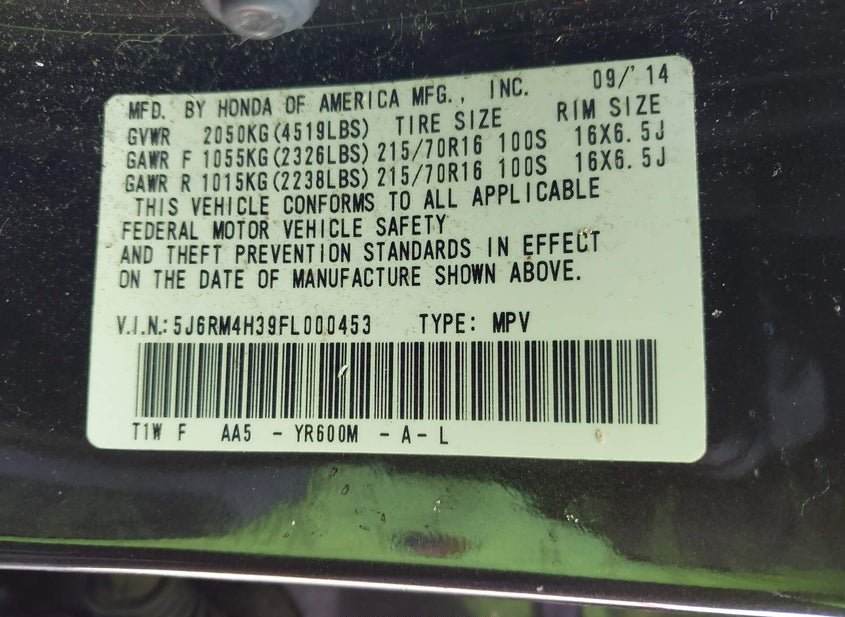 MFD. BY HONDA OF AMERICA MFG., INC. 09/'14
GVWR 2050KG(4519LBS) TIRE SIZE RIM SIZE
GAWR F 1055KG(2326LBS) 215/70R16 100S 16X6.5J
GAWR R 1015KG(2238LBS) 215/70R16 100S 16X6.5J
THIS VEHICLE CONFORMS TO ALL APPLICABLE
FEDERAL MOTOR VEHICLE SAFETY
AND THEFT PREVENTION STANDARDS IN EFFECT
ON THE DATE OF MANUFACTURE SHOWN ABOVE.
V.I.N.:5J6RM4H39FL000453 TYPE: MPV
T1W F AA5 - YR600M - A - L